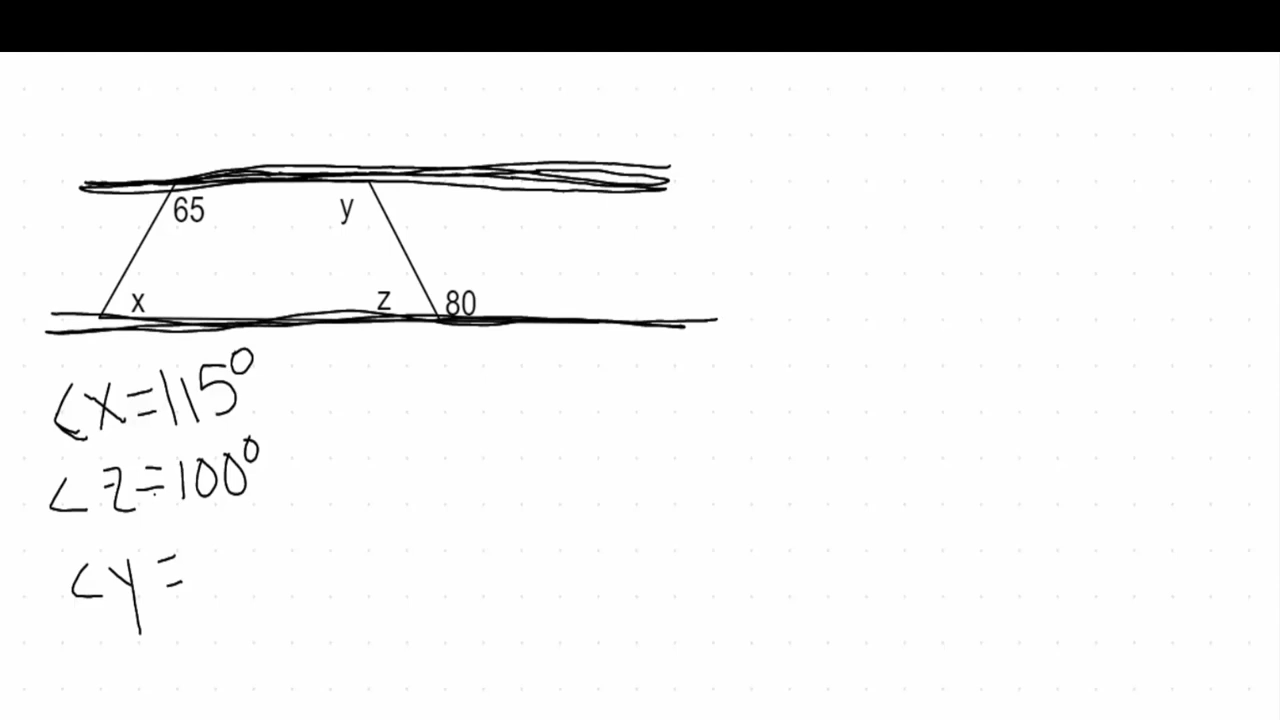 65 y
x z 80
<x=115°
<z=100°
<y=